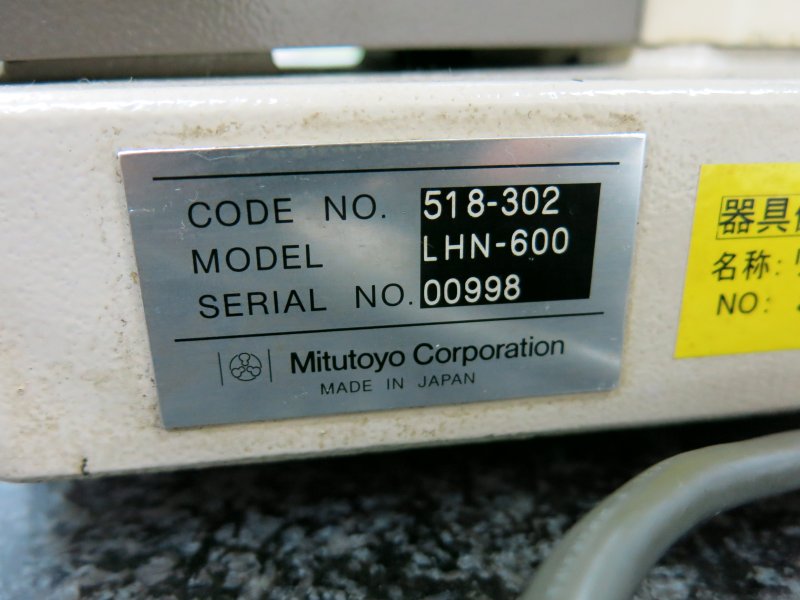 CODE NO. 518-302
MODEL LHN-600
SERIAL NO. 00998
Mitutoyo Corporation
MADE IN JAPAN
器具
名称:
NO: